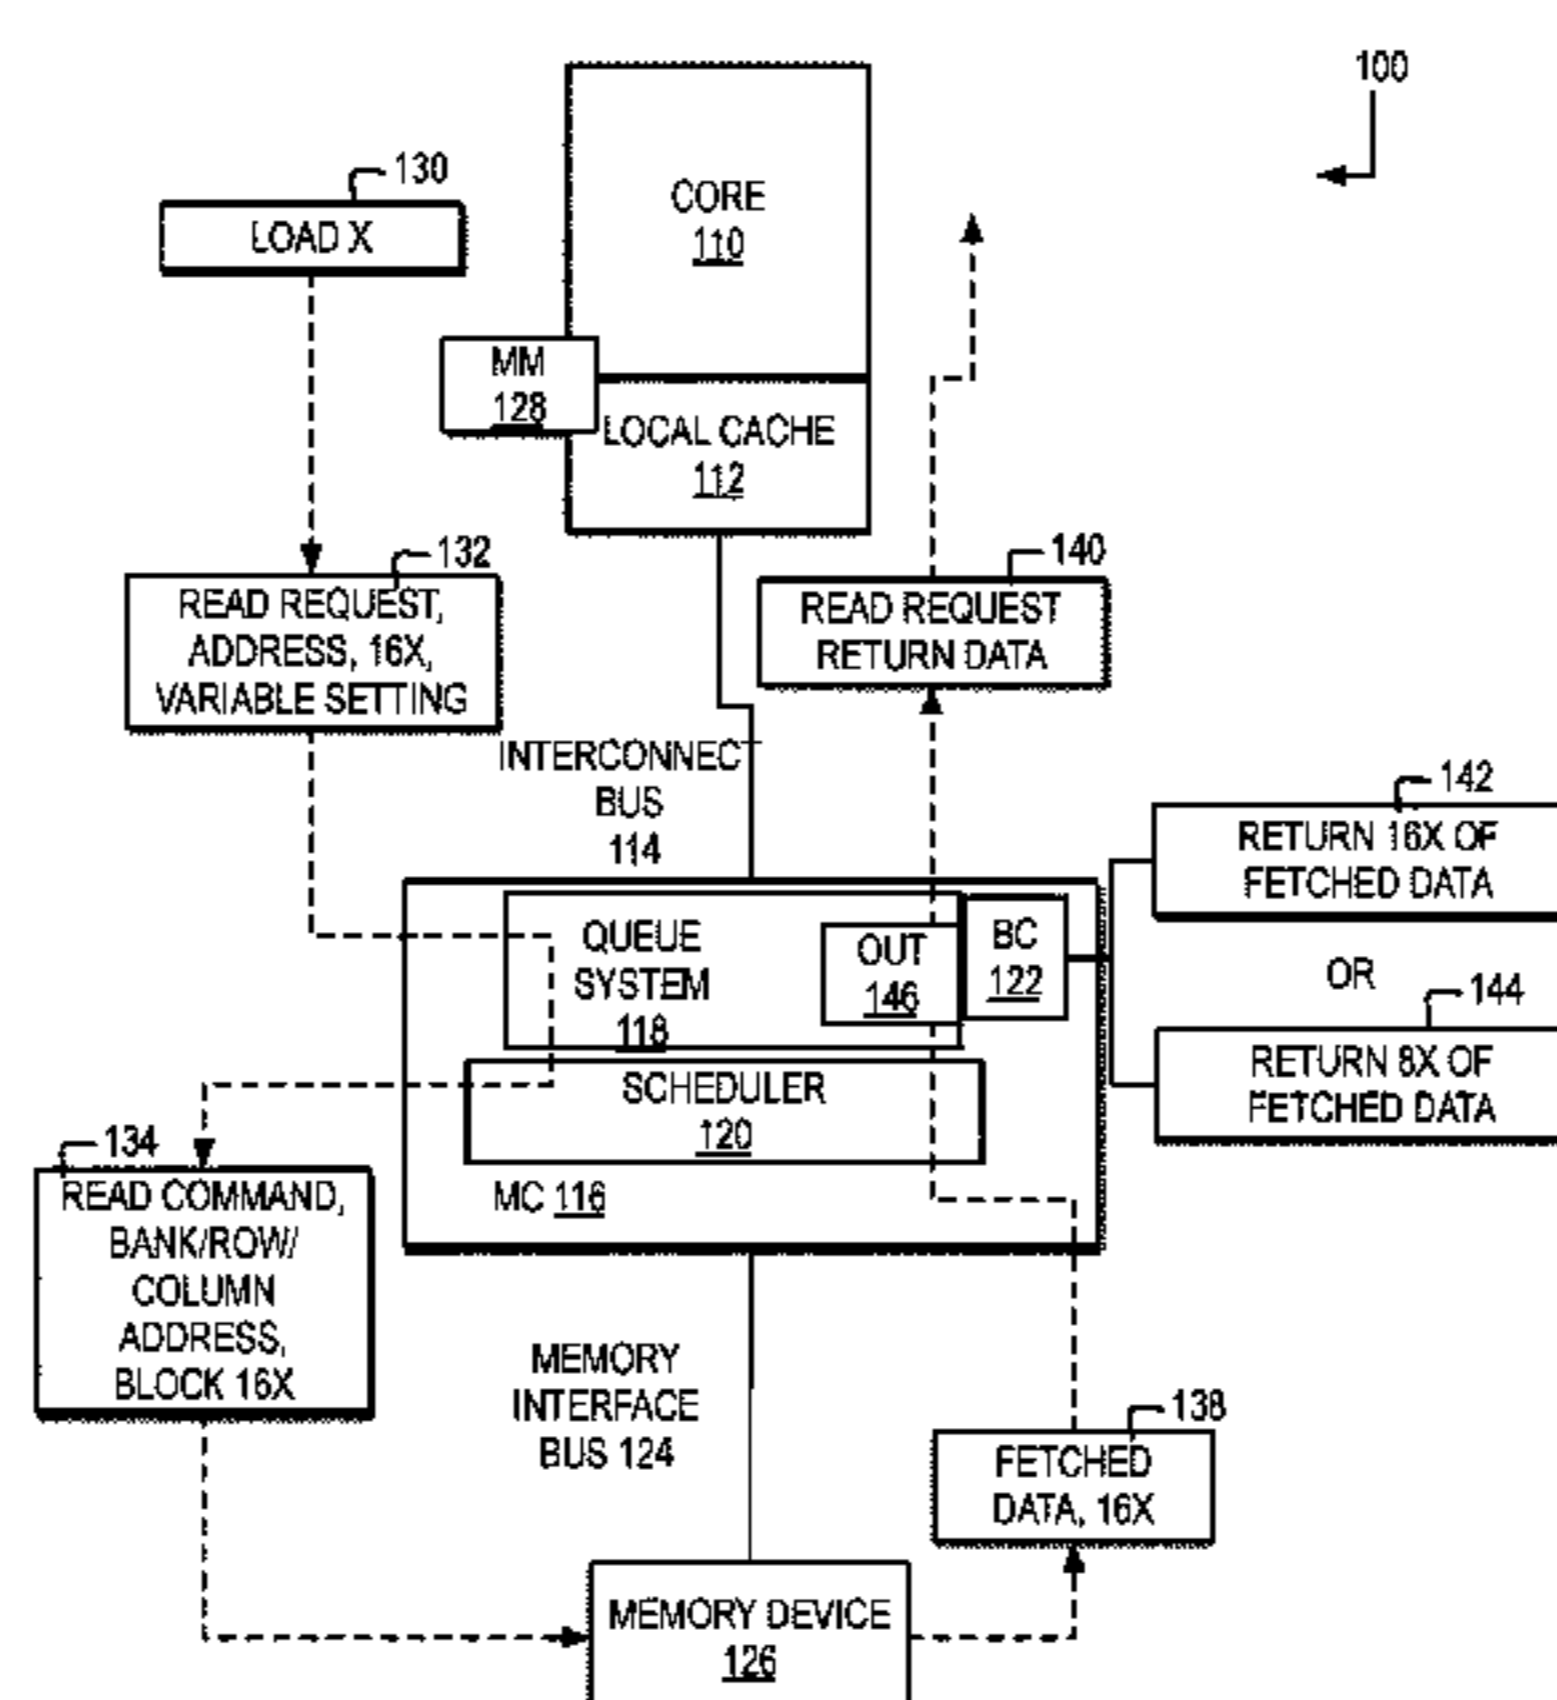 100
130
LOAD X
CORE
110
MM
128
LOCAL CACHE
112
132
READ REQUEST,
ADDRESS, 16X,
VARIABLE SETTING
140
READ REQUEST
RETURN DATA
INTERCONNECT
BUS
114
142
RETURN 16X OF
FETCHED DATA
QUEUE
SYSTEM
118
OUT
146
BC
122
OR
144
RETURN 8X OF
FETCHED DATA
SCHEDULER
120
MC 116
134
READ COMMAND,
BANK/ROW/
COLUMN
ADDRESS,
BLOCK 16X
MEMORY
INTERFACE
BUS 124
138
FETCHED
DATA, 16X
MEMORY DEVICE
126